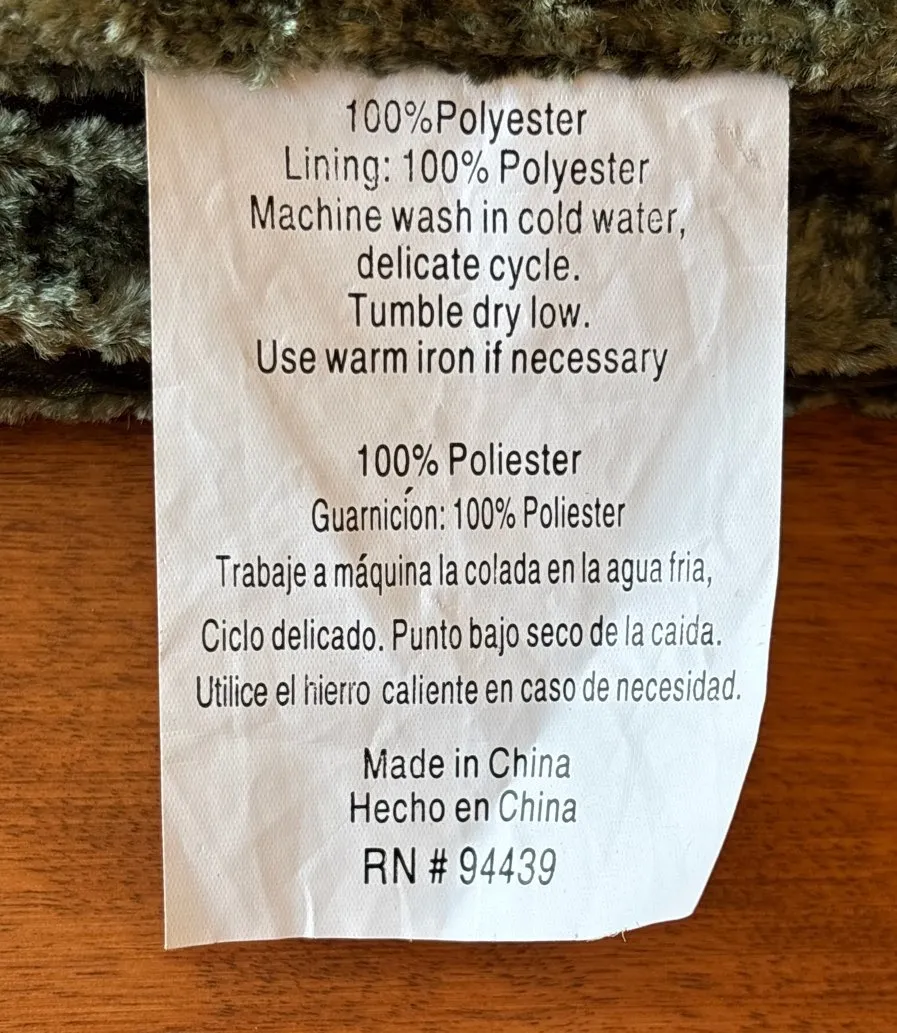 100%Polyester
Lining: 100% Polyester
Machine wash in cold water,
delicate cycle.
Tumble dry low.
Use warm iron if necessary
100% Poliester
Guarnición: 100% Poliester
Trabaje a máquina la colada en la agua fria,
Ciclo delicado. Punto bajo seco de la caida.
Utilice el hierro caliente en caso de necesidad.
Made in China
Hecho en China
RN # 94439